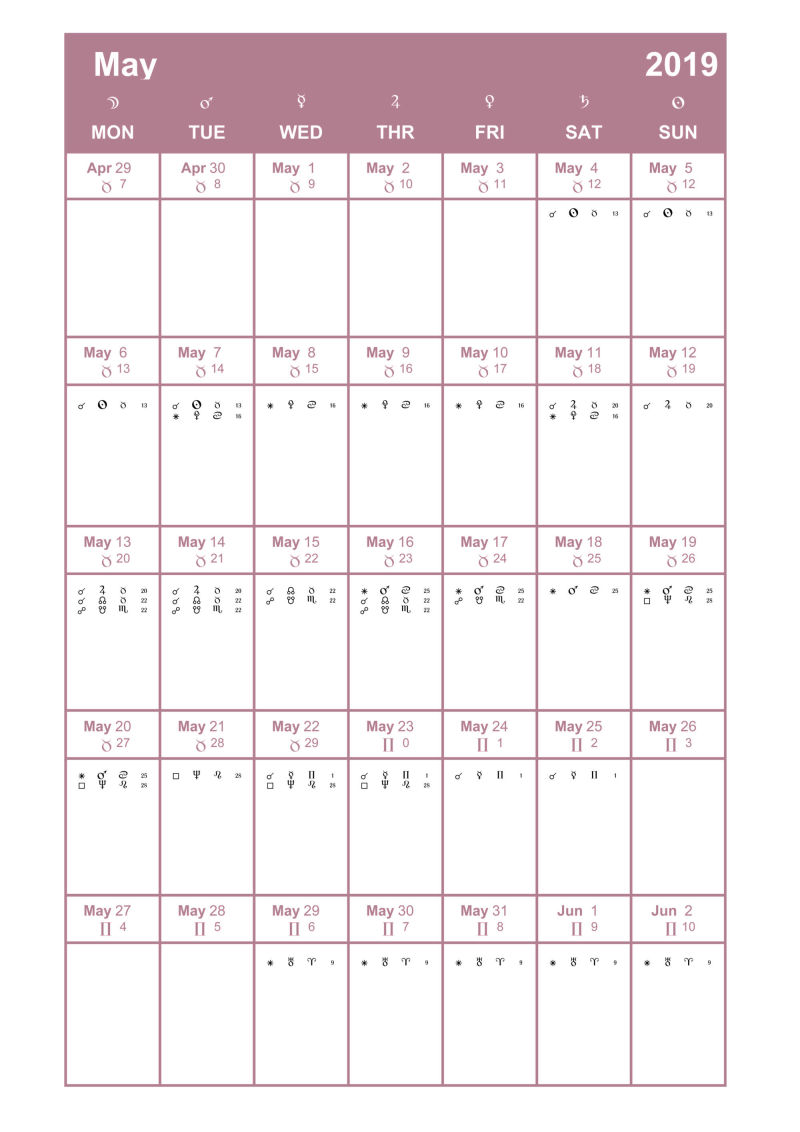 May 2019
☽ ♂ ☿ ♃ ♀ ♄ ☉
MON TUE WED THR FRI SAT SUN
Apr 29 Apr 30 May 1 May 2 May 3 May 4 May 5
♉ 7 ♉ 8 ♉ 9 ♉ 10 ♉ 11 ♉ 12 ♉ 12
☌ ☉ ♉ 13 ☌ ☉ ♉ 13
May 6 May 7 May 8 May 9 May 10 May 11 May 12
♉ 13 ♉ 14 ♉ 15 ♉ 16 ♉ 17 ♉ 18 ♉ 19
☌ ☉ ♉ 13 ☌ ☉ ♉ 13 ⚹ ♇ ♋ 16 ⚹ ♇ ♋ 16 ⚹ ♇ ♋ 16 ☌ ♃ ♉ 20 ☌ ♃ ♉ 20
⚹ ♇ ♋ 16 ⚹ ♇ ♋ 16
May 13 May 14 May 15 May 16 May 17 May 18 May 19
♉ 20 ♉ 21 ♉ 22 ♉ 23 ♉ 24 ♉ 25 ♉ 26
☌ ♃ ♉ 20 ☌ ♃ ♉ 20 ☌ ☊ ♉ 22 ⚹ ♂ ♋ 25 ⚹ ♂ ♋ 25 ⚹ ♂ ♋ 25 ⚹ ♂ ♋ 25
☌ ☊ ♉ 22 ☌ ☊ ♉ 22 ☍ ☋ ♏ 22 ☌ ☊ ♉ 22 ☍ ☋ ♏ 22 □ ♆ ♌ 28
☍ ☋ ♏ 22 ☍ ☋ ♏ 22 ☍ ☋ ♏ 22
May 20 May 21 May 22 May 23 May 24 May 25 May 26
♉ 27 ♉ 28 ♉ 29 ♊ 0 ♊ 1 ♊ 2 ♊ 3
⚹ ♂ ♋ 25 □ ♆ ♌ 28 ☌ ☿ ♊ 1 ☌ ☿ ♊ 1 ☌ ☿ ♊ 1 ☌ ☿ ♊ 1
□ ♆ ♌ 28 □ ♆ ♌ 28 □ ♆ ♌ 28
May 27 May 28 May 29 May 30 May 31 Jun 1 Jun 2
♊ 4 ♊ 5 ♊ 6 ♊ 7 ♊ 8 ♊ 9 ♊ 10
⚹ ♅ ♈ 9 ⚹ ♅ ♈ 9 ⚹ ♅ ♈ 9 ⚹ ♅ ♈ 9 ⚹ ♅ ♈ 9